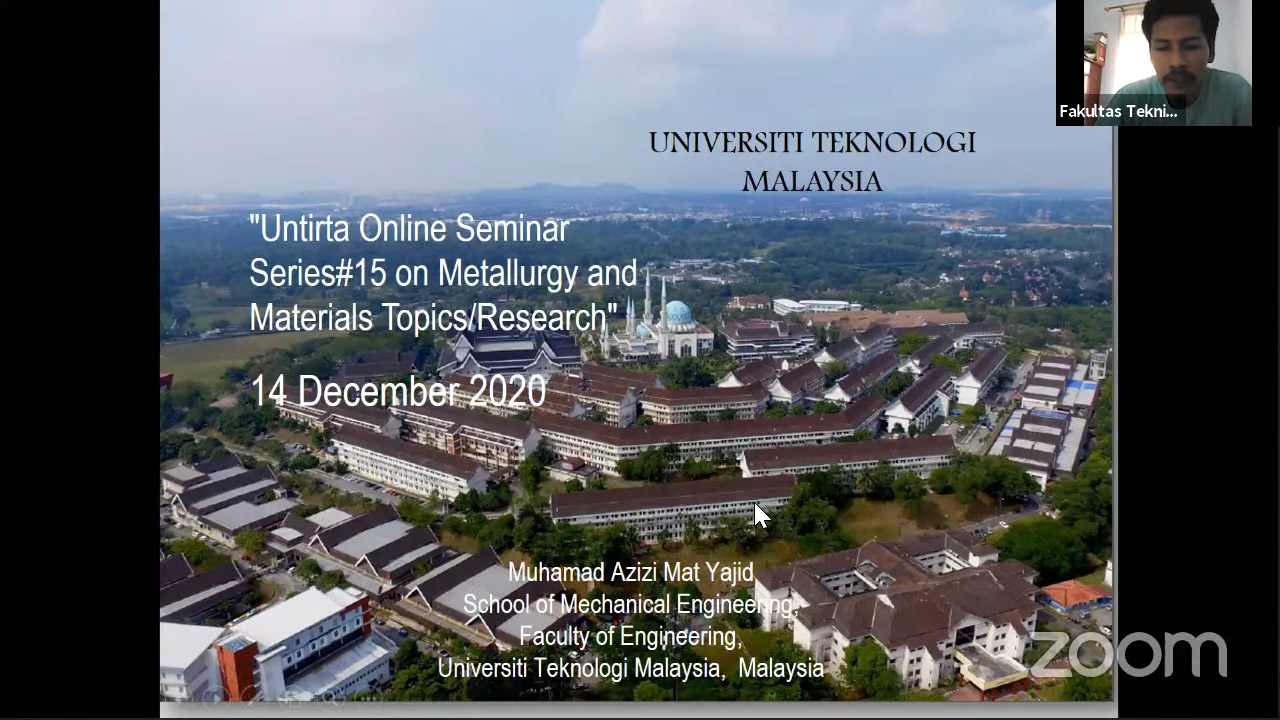 Fakultas Tekni...
UNIVERSITI TEKNOLOGI
MALAYSIA
"Untirta Online Seminar
Series#15 on Metallurgy and
Materials Topics/Research"
14 December 2020
Muhamad Azizi Mat Yajid
School of Mechanical Engineering,
Faculty of Engineering,
Universiti Teknologi Malaysia, Malaysia
zoom